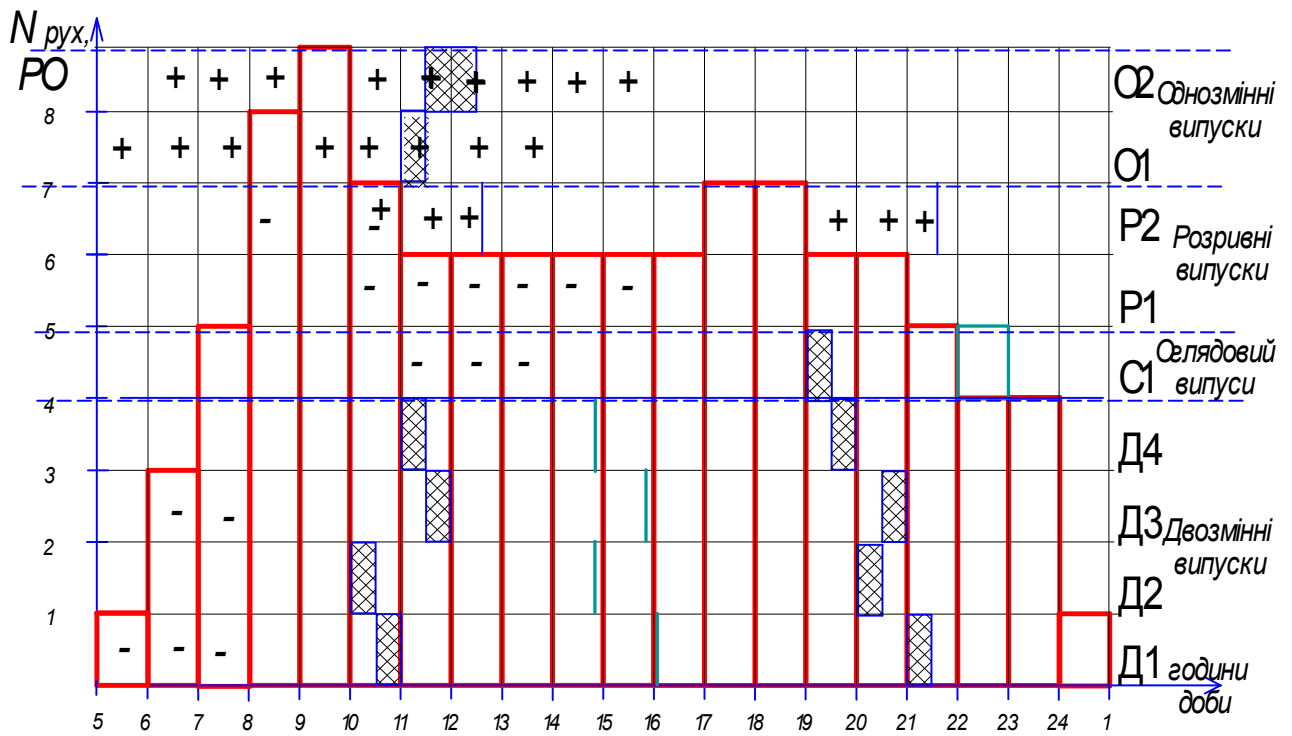 N рух,
РО
8
7
6
5
4
3
2
1
О2 Однозмінні
випуски
О1
Р2 Розривні
випуски
Р1
С1 Оглядовий
випуси
Д4
Д3 Двозмінні
випуски
Д2
Д1 години
доби
5 6 7 8 9 10 11 12 13 14 15 16 17 18 19 20 21 22 23 24 1
+ + + + + + + + +
+ + + + + + + +
- + - + + + + +
- - - - - -
- - -
- -
- - -